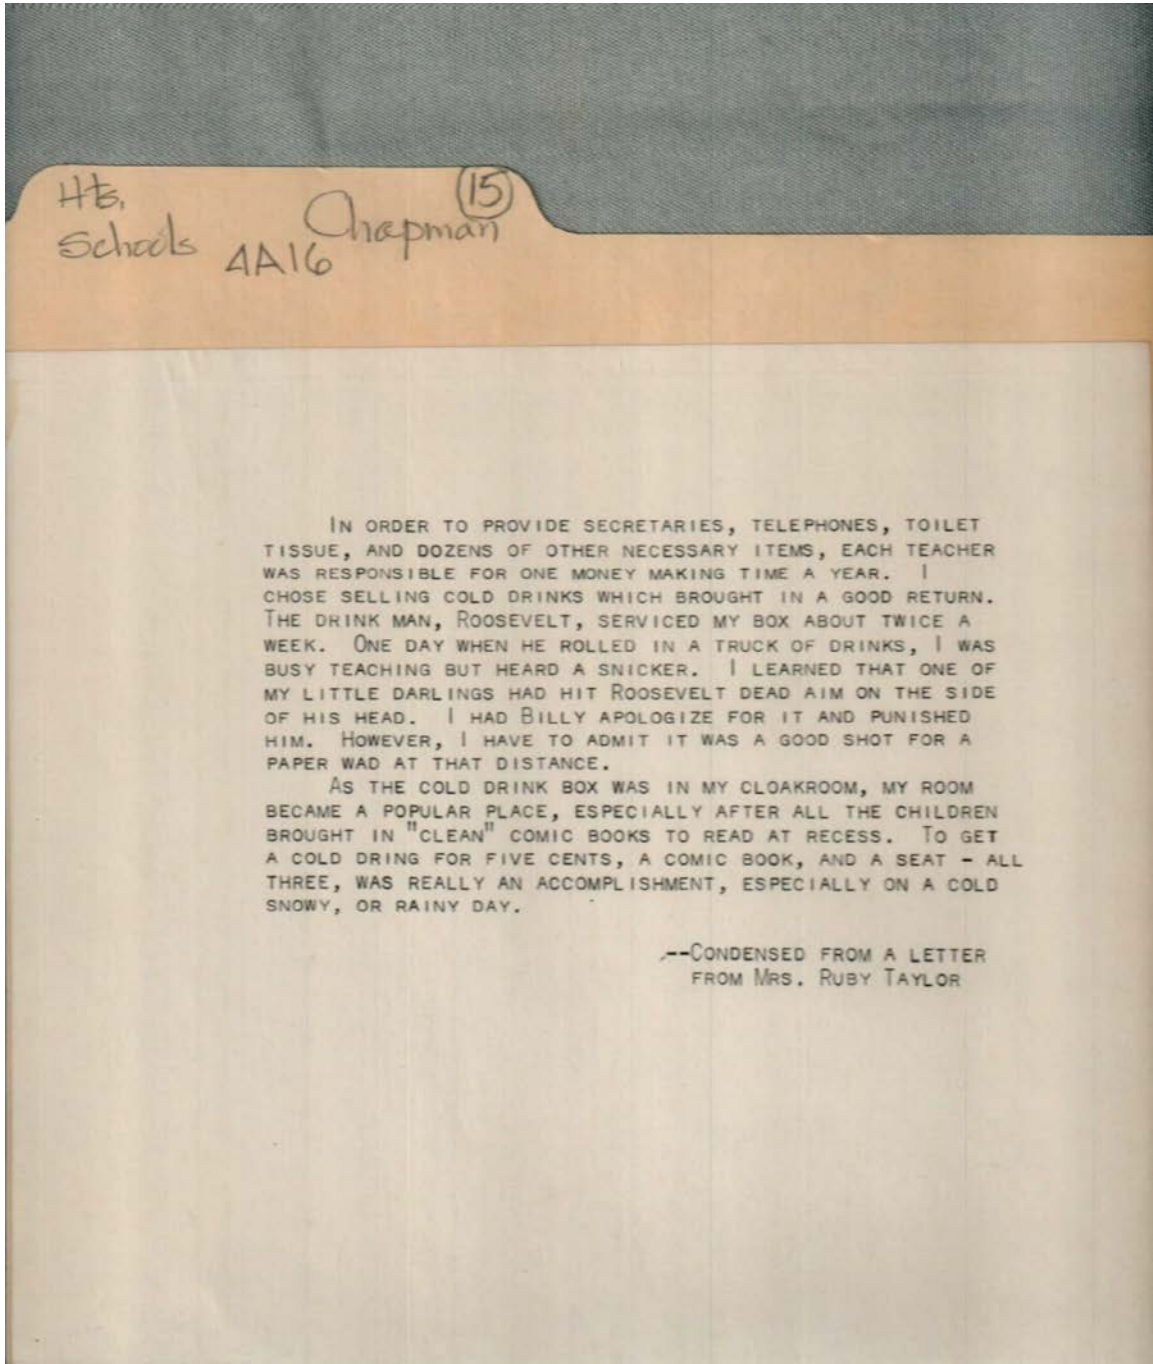 Hts.
Schools
4A16
Chapman
15
In order to provide secretaries, telephones, toilet
tissue, and dozens of other necessary items, each teacher
was responsible for one money making time a year. I
chose selling cold drinks which brought in a good return.
The drink man, Roosevelt, serviced my box about twice a
week. One day when he rolled in a truck of drinks, I was
busy teaching but heard a snicker. I learned that one of
my little darlings had hit Roosevelt dead aim on the side
of his head. I had Billy apologize for it and punished
him. However, I have to admit it was a good shot for a
paper wad at that distance.
As the cold drink box was in my cloakroom, my room
became a popular place, especially after all the children
brought in "clean" comic books to read at recess. To get
a cold dring for five cents, a comic book, and a seat - all
three, was really an accomplishment, especially on a cold
snowy, or rainy day.
--Condensed from a letter
from Mrs. Ruby Taylor